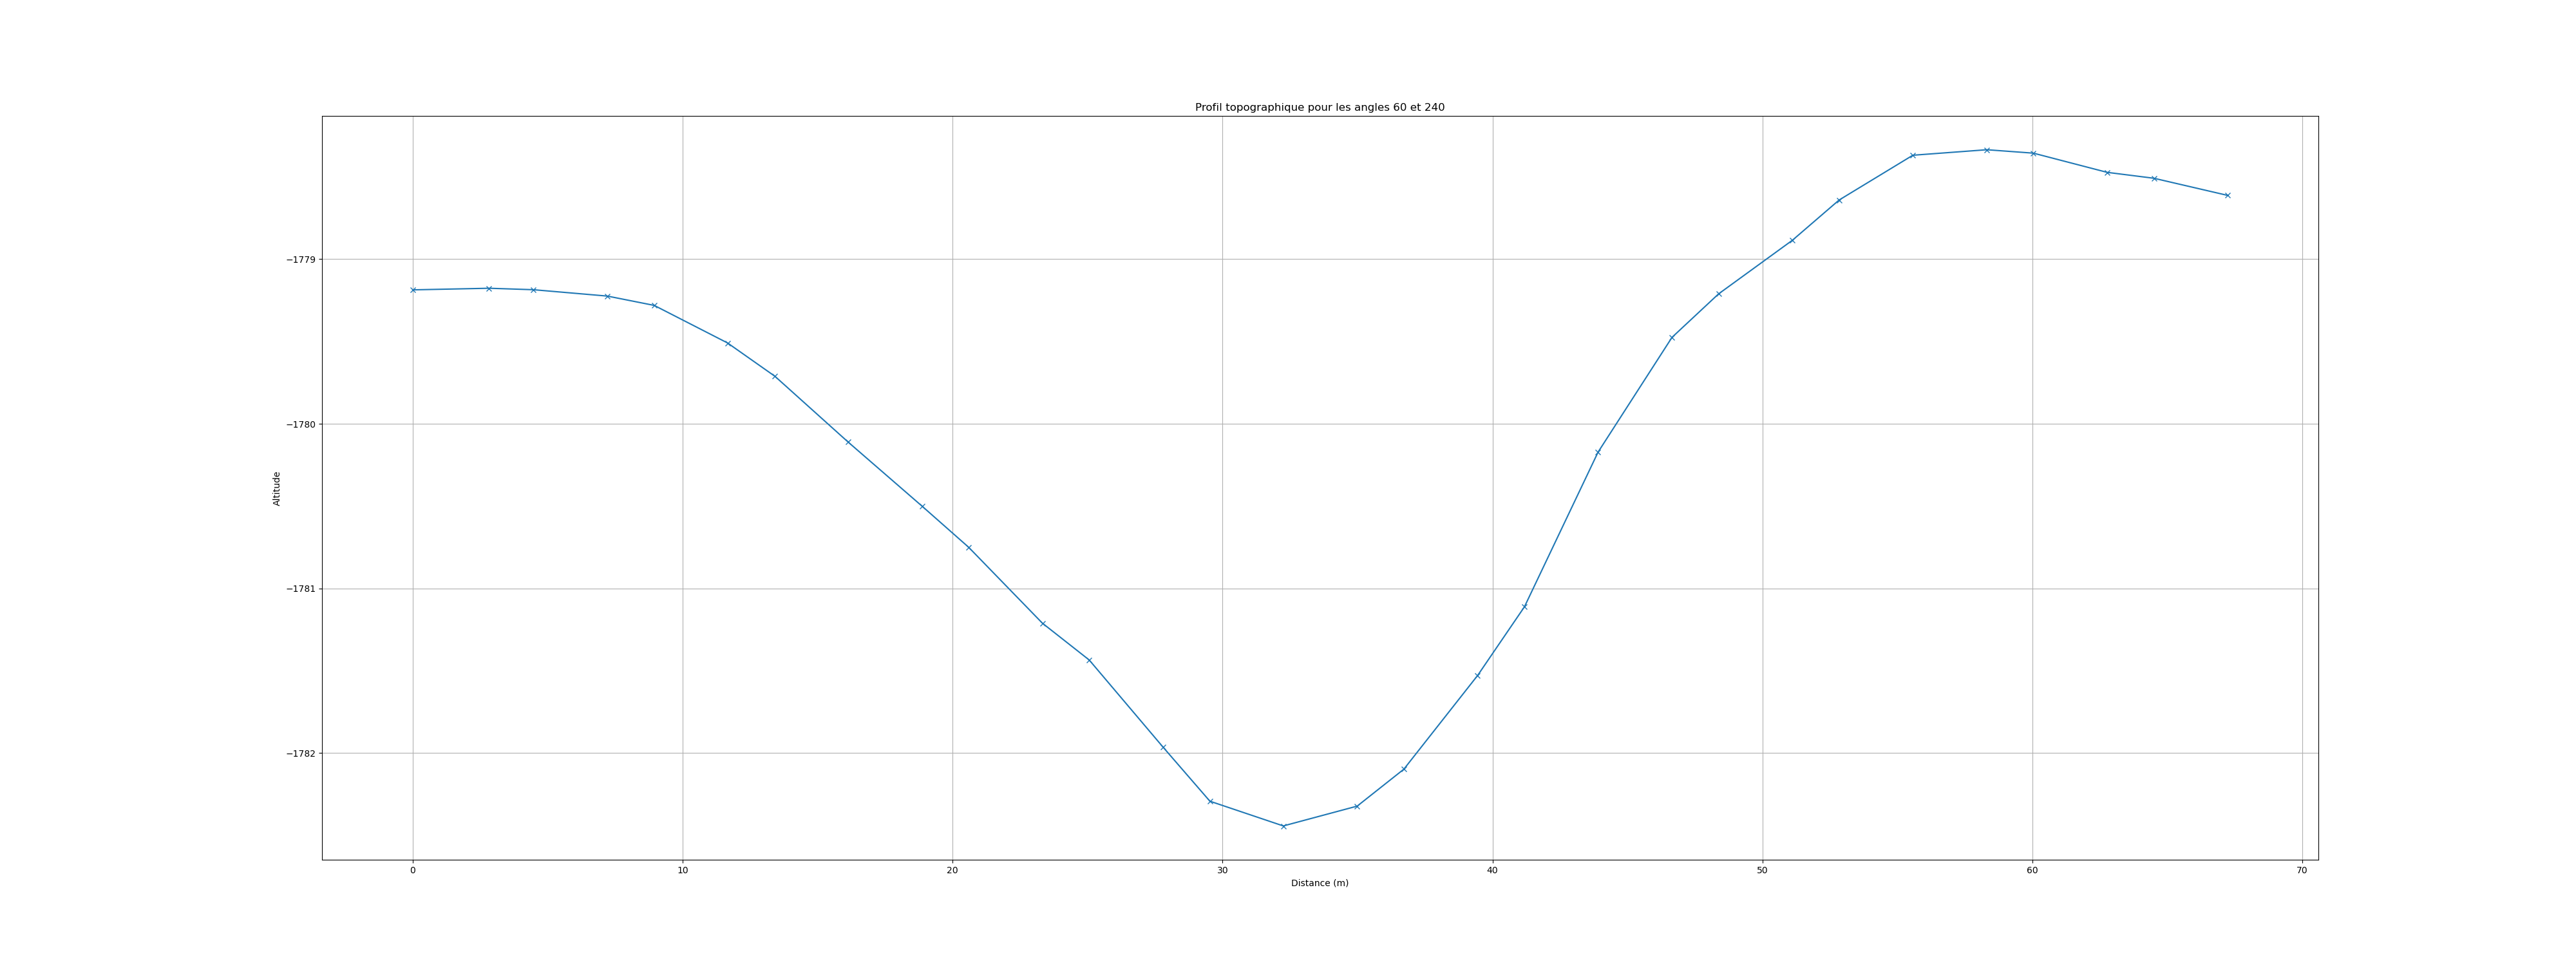 Profil topographique pour les angles 60 et 240
Altitude
−1779
−1780
−1781
−1782
0 10 20 30 40 50 60 70
Distance (m)